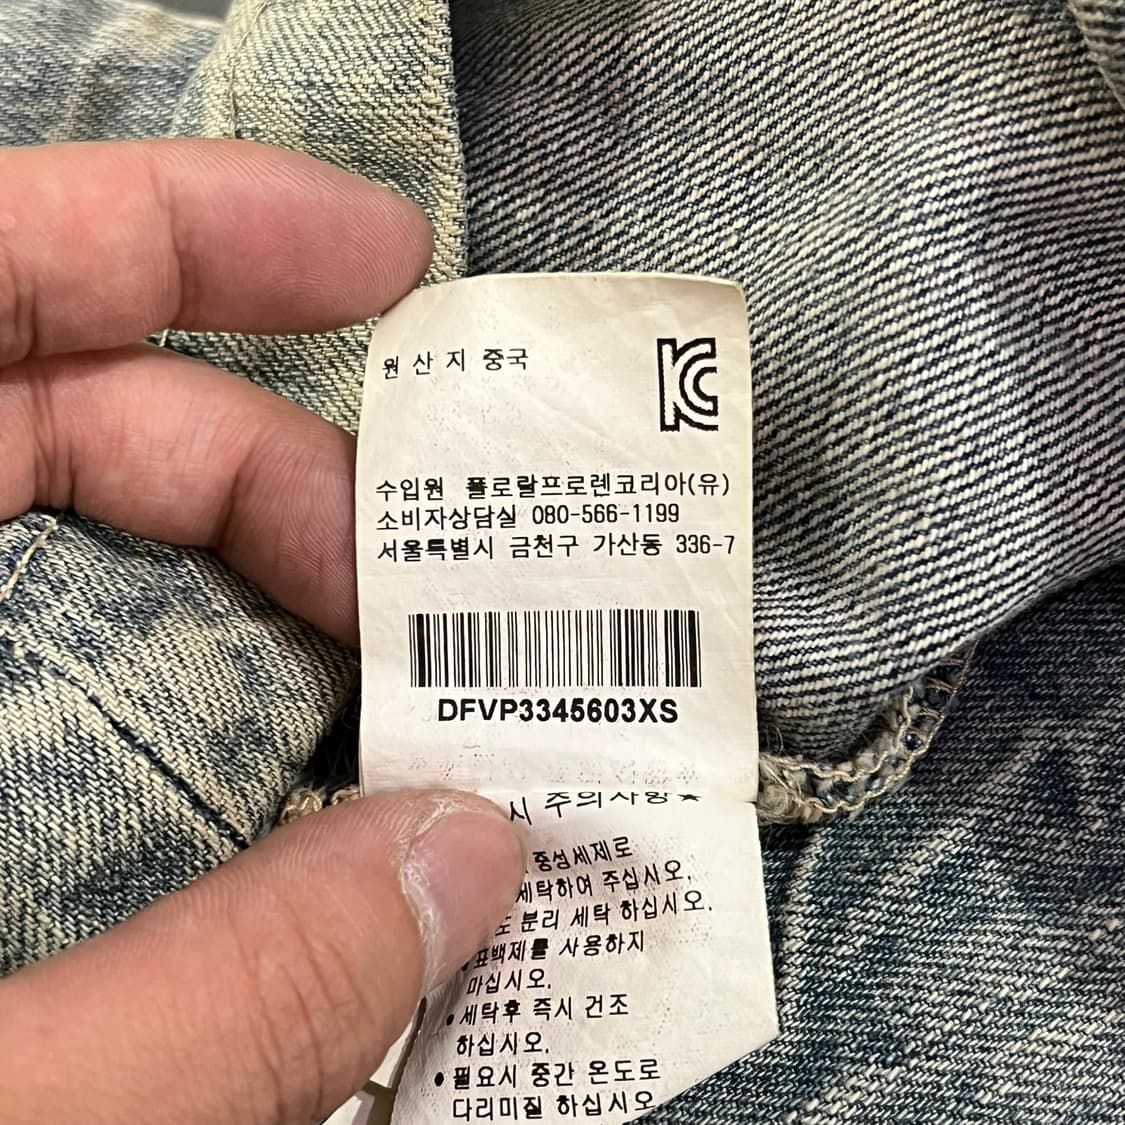 원 산 지 중국
KC
수입원 플로랄프로렌코리아(유)
소비자상담실 080-566-1199
서울특별시 금천구 가산동 336-7
DFVP3345603XS
시 주의사항★
중성세제로
세탁하여 주십시오.
도 분리 세탁 하십시오.
표백제를 사용하지
마십시오.
●세탁후 즉시 건조
하십시오.
●필요시 중간 온도로
다리미질 하십시오